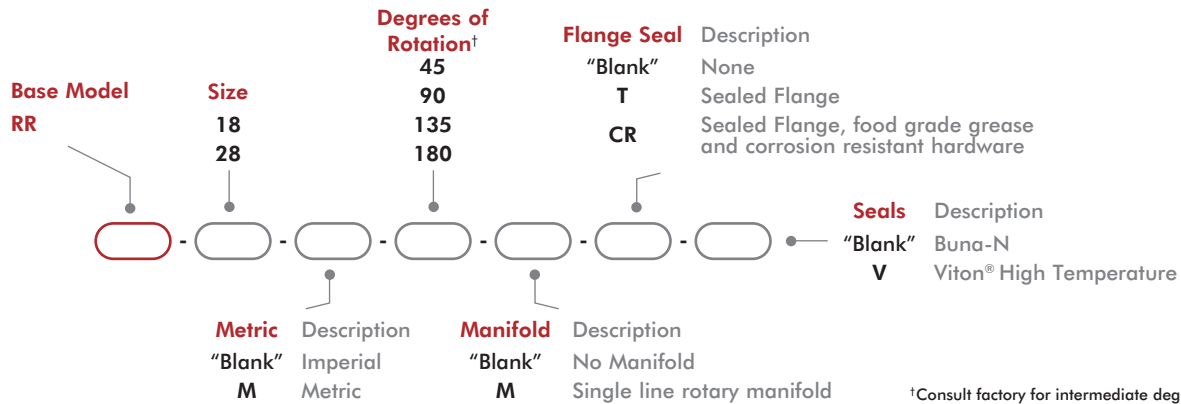 Degrees of
Rotation†
45
90
135
180
Base Model
RR
Size
18
28
Flange Seal Description
"Blank" None
T Sealed Flange
CR Sealed Flange, food grade grease
and corrosion resistant hardware
- - - - - -
Seals Description
"Blank" Buna-N
V Viton® High Temperature
Metric Description
"Blank" Imperial
M Metric
Manifold Description
"Blank" No Manifold
M Single line rotary manifold
†Consult factory for intermediate deg